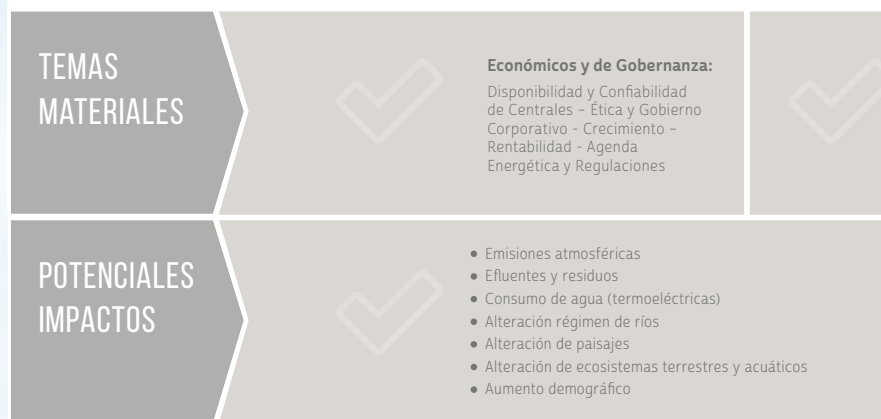 TEMAS
MATERIALES
Económicos y de Gobernanza:
Disponibilidad y Confiabilidad
de Centrales – Ética y Gobierno
Corporativo - Crecimiento –
Rentabilidad - Agenda
Energética y Regulaciones
POTENCIALES
IMPACTOS
● Emisiones atmosféricas
● Efluentes y residuos
● Consumo de agua (termoeléctricas)
● Alteración régimen de ríos
● Alteración de paisajes
● Alteración de ecosistemas terrestres y acuáticos
● Aumento demográfico